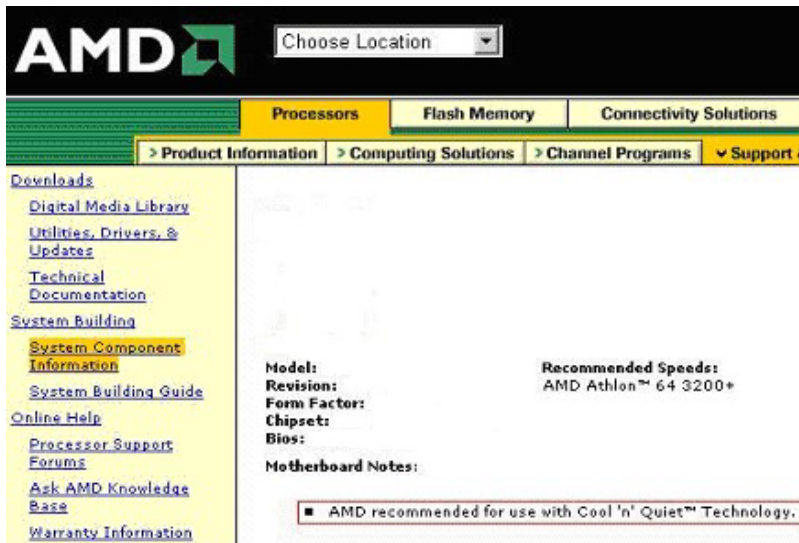 AMD
Choose Location
Processors Flash Memory Connectivity Solutions
> Product Information > Computing Solutions > Channel Programs Support
Downloads
Digital Media Library
Utilities, Drivers, &
Updates
Technical
Documentation
System Building
System Component
Information
System Building Guide
Online Help
Processor Support
Forums
Ask AMD Knowledge
Base
Warranty Information
Model: Recommended Speeds:
Revision: AMD Athlon™ 64 3200+
Form Factor:
Chipset:
Bios:
Motherboard Notes:
▪ AMD recommended for use with Cool 'n' Quiet™ Technology.